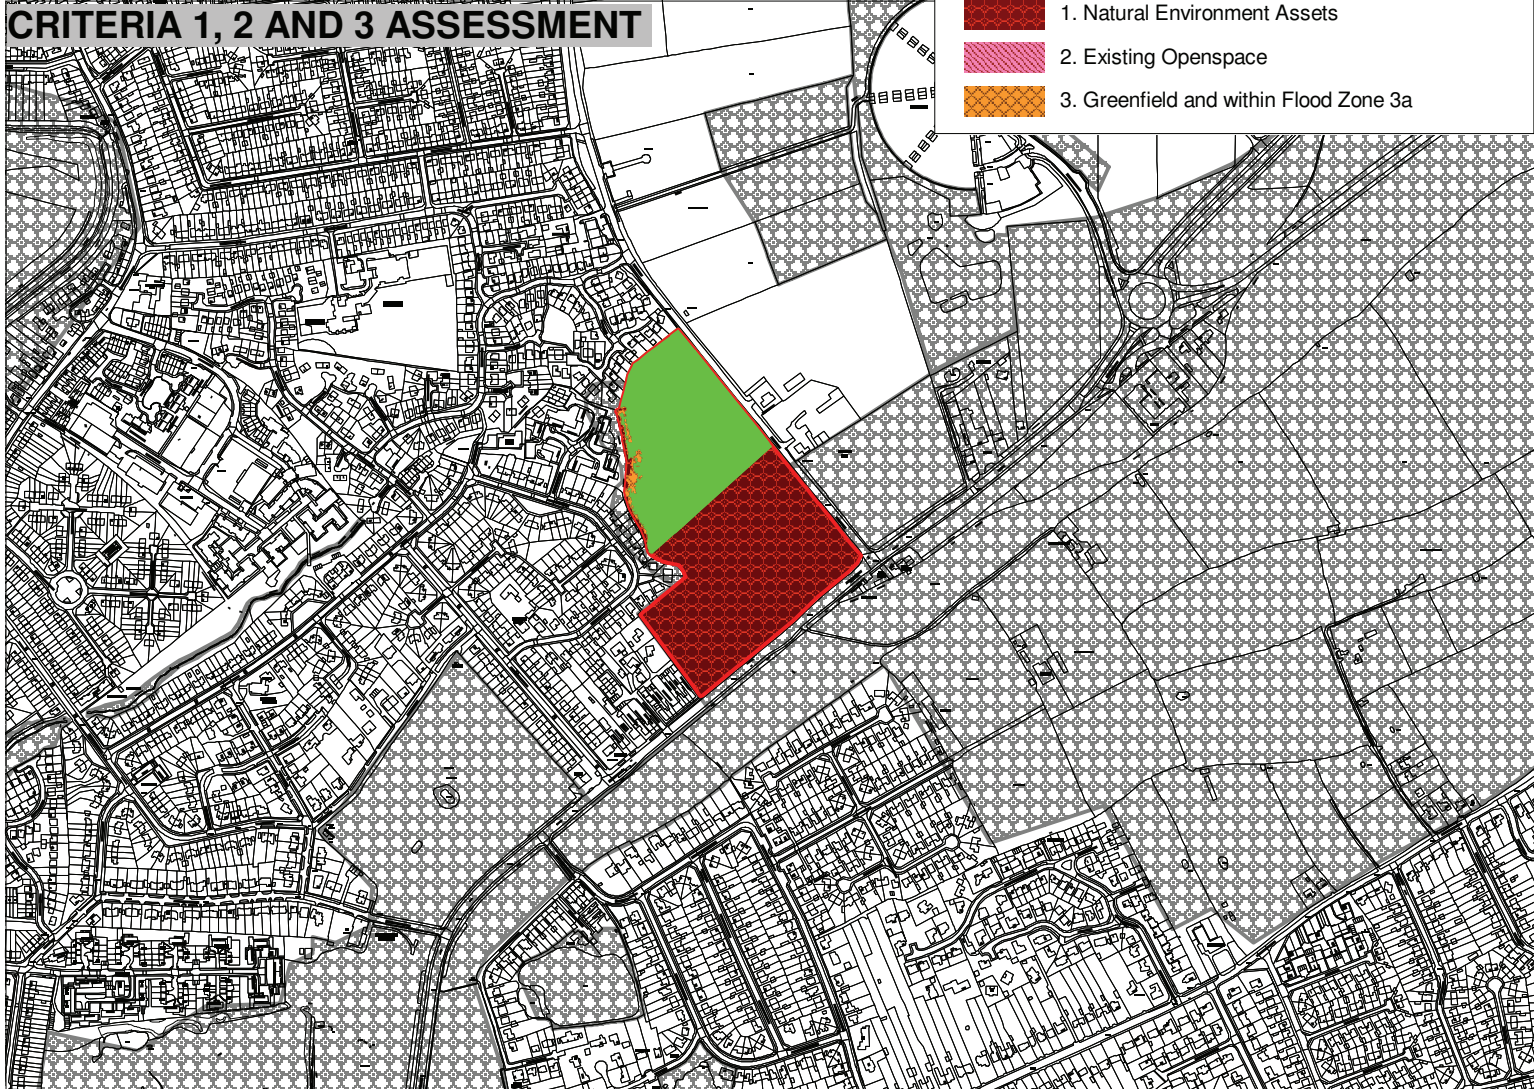 CRITERIA 1, 2 AND 3 ASSESSMENT
1. Natural Environment Assets
2. Existing Openspace
3. Greenfield and within Flood Zone 3a